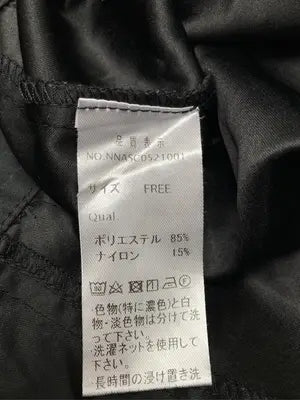 品質表示
NO.NNASC0521001
サイズ FREE
Qual.
ポリエステル 85%
ナイロン 15%
色物(特に濃色)と白
物・淡色物は分けて洗
って下さい。
洗濯ネットを使用して
下さい。
長時間の浸け置き洗